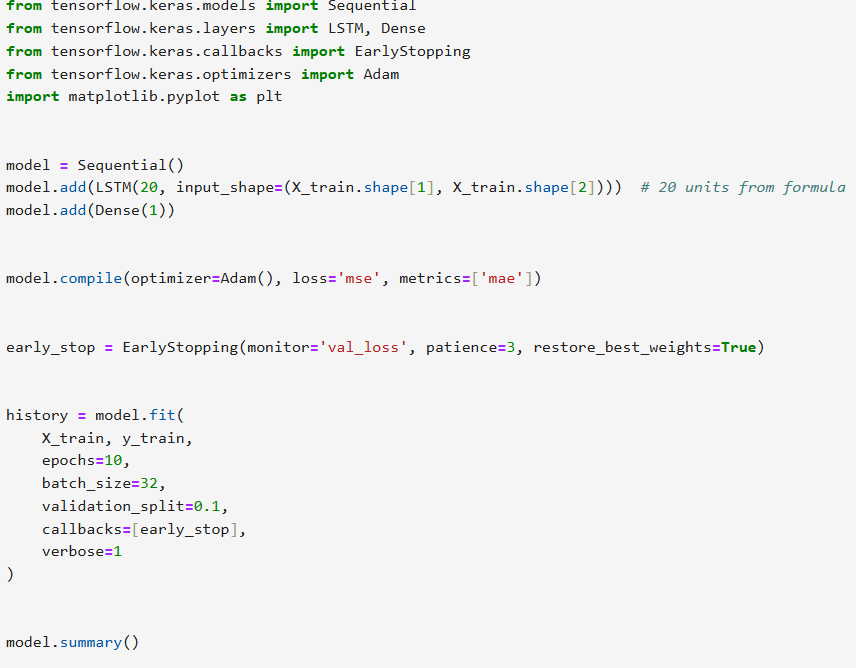 from tensorflow.keras.models import Sequential
from tensorflow.keras.layers import LSTM, Dense
from tensorflow.keras.callbacks import EarlyStopping
from tensorflow.keras.optimizers import Adam
import matplotlib.pyplot as plt
model = Sequential()
model.add(LSTM(20, input_shape=(X_train.shape[1], X_train.shape[2])))  # 20 units from formula
model.add(Dense(1))
model.compile(optimizer=Adam(), loss='mse', metrics=['mae'])
early_stop = EarlyStopping(monitor='val_loss', patience=3, restore_best_weights=True)
history = model.fit(
    X_train, y_train,
    epochs=10,
    batch_size=32,
    validation_split=0.1,
    callbacks=[early_stop],
    verbose=1
)
model.summary()